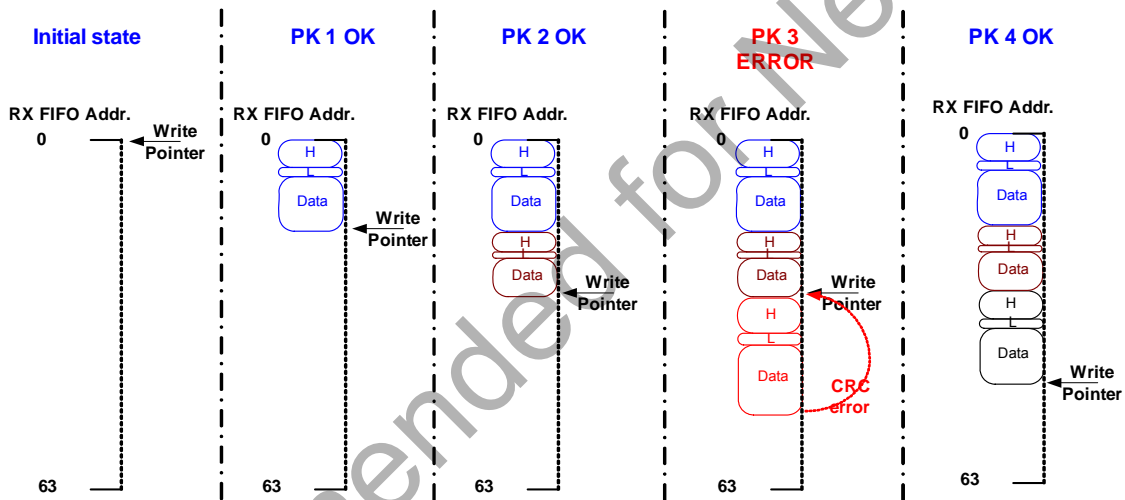 Initial state
RX FIFO Addr.
0
Write
Pointer
63
PK 1 OK
RX FIFO Addr.
0
H
L
Data
Write
Pointer
63
PK 2 OK
RX FIFO Addr.
0
H
L
Data
H
L
Data
Write
Pointer
63
PK 3
ERROR
RX FIFO Addr.
0
H
L
Data
H
L
Data
Write
Pointer
H
L
Data
CRC
error
63
PK 4 OK
RX FIFO Addr.
0
H
L
Data
H
L
Data
H
L
Data
Write
Pointer
63
ended for Ne